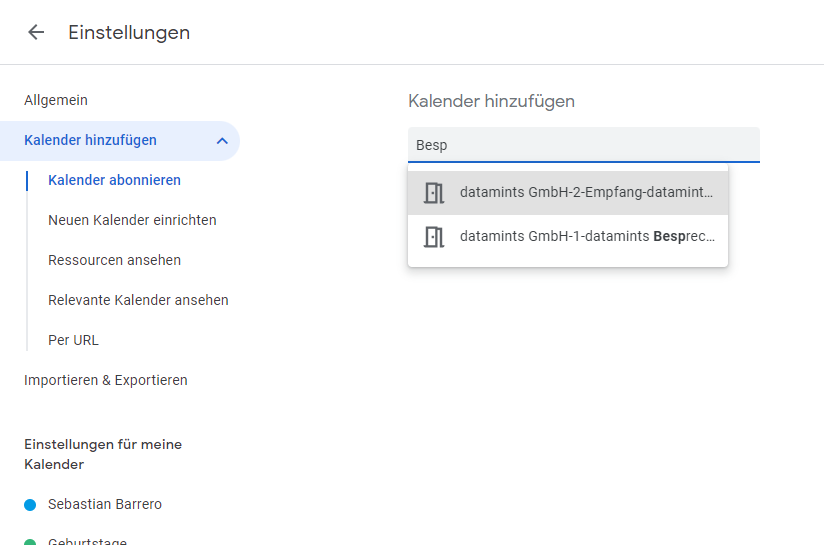 Einstellungen
Allgemein
Kalender hinzufügen
Kalender abonnieren
Neuen Kalender einrichten
Ressourcen ansehen
Relevante Kalender ansehen
Per URL
Importieren & Exportieren
Einstellungen für meine
Kalender
Sebastian Barrero
Geburtstage
Kalender hinzufügen
Besp
datamints GmbH-2-Empfang-datamint...
datamints GmbH-1-datamints Besprec...